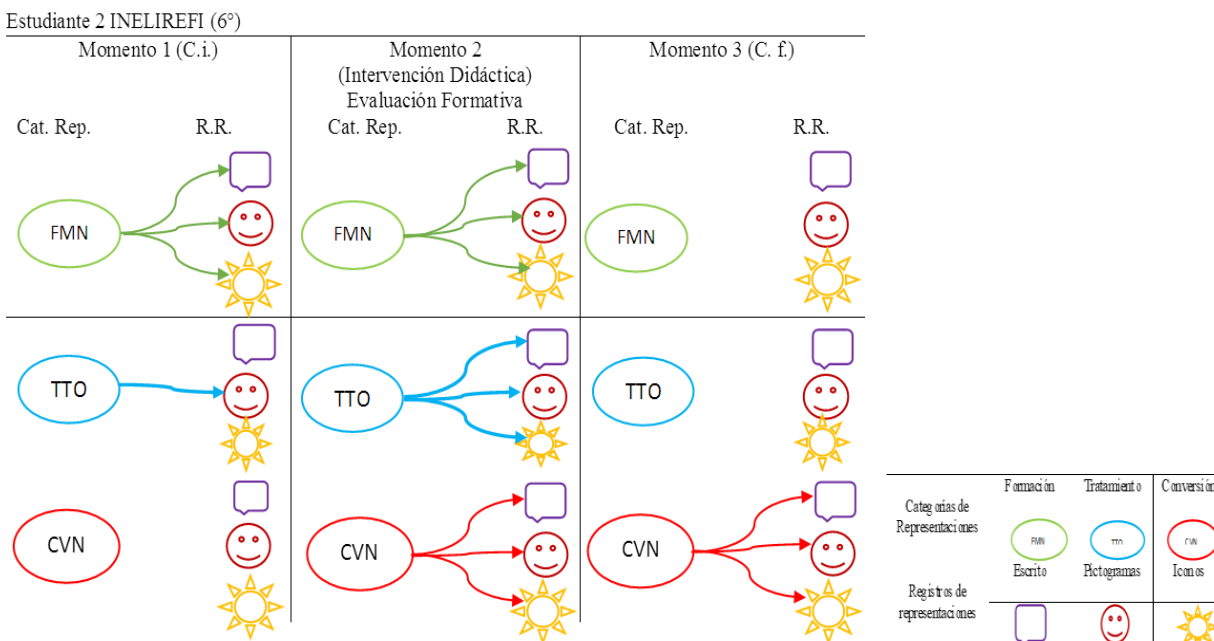 Estudiante 2 INELIREFI (6°)
Momento 1 (C.i.)
Momento 2
(Intervención Didáctica)
Evaluación Formativa
Momento 3 (C. f.)
Cat. Rep. R.R.
Cat. Rep. R.R.
Cat. Rep. R.R.
FMN
FMN
FMN
TTO
TTO
TTO
CVN
CVN
CVN
Categorias de
Representaciones
Formación Tratamiento Conversión
FMN TTO CVN
Escrito Pictogramas Iconos
Registros de
representaciones